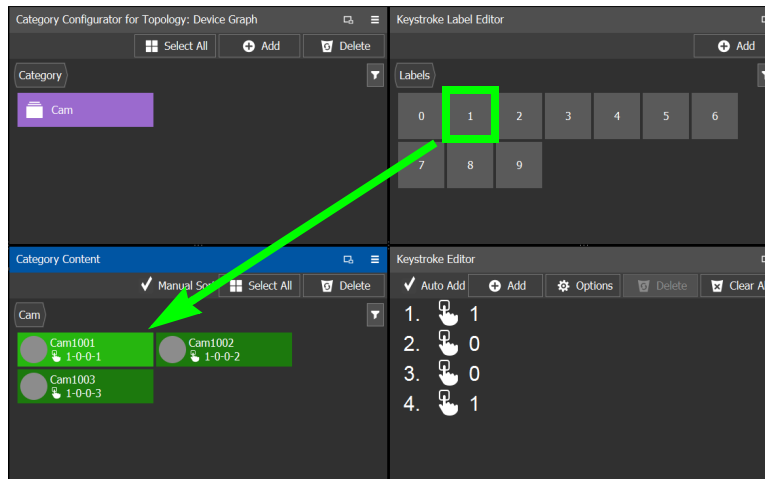 Category Configurator for Topology: Device Graph
Select All Add Delete
Category
Cam
Keystroke Label Editor
Add
Labels
0 1 2 3 4 5 6
7 8 9
Category Content
Manual Sort Select All Delete
Cam
Cam1001
1-0-0-1
Cam1002
1-0-0-2
Cam1003
1-0-0-3
Keystroke Editor
Auto Add Add Options Delete Clear
1. 1
2. 0
3. 0
4. 1